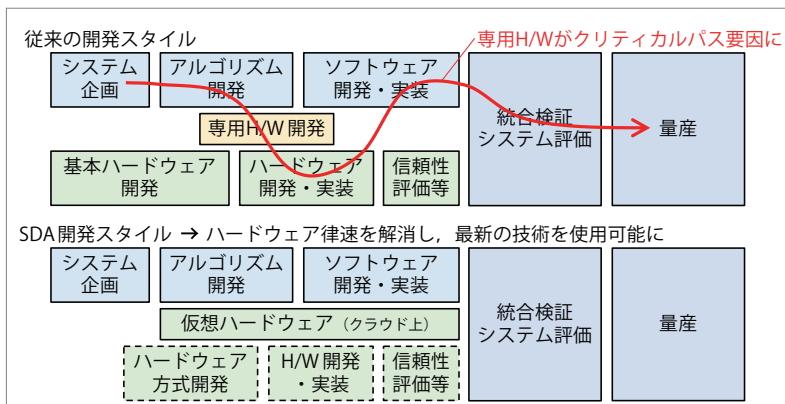 従来の開発スタイル
専用H/Wがクリティカルパス要因に
システム
企画
アルゴリズム
開発
ソフトウェア
開発・実装
専用H/W 開発
基本ハードウェア
開発
ハードウェア
開発・実装
信頼性
評価等
統合検証
システム評価
量産
SDA開発スタイル → ハードウェア律速を解消し，最新の技術を使用可能に
システム
企画
アルゴリズム
開発
ソフトウェア
開発・実装
仮想ハードウェア（クラウド上）
ハードウェア
方式開発
H/W 開発
・実装
信頼性
評価等
統合検証
システム評価
量産